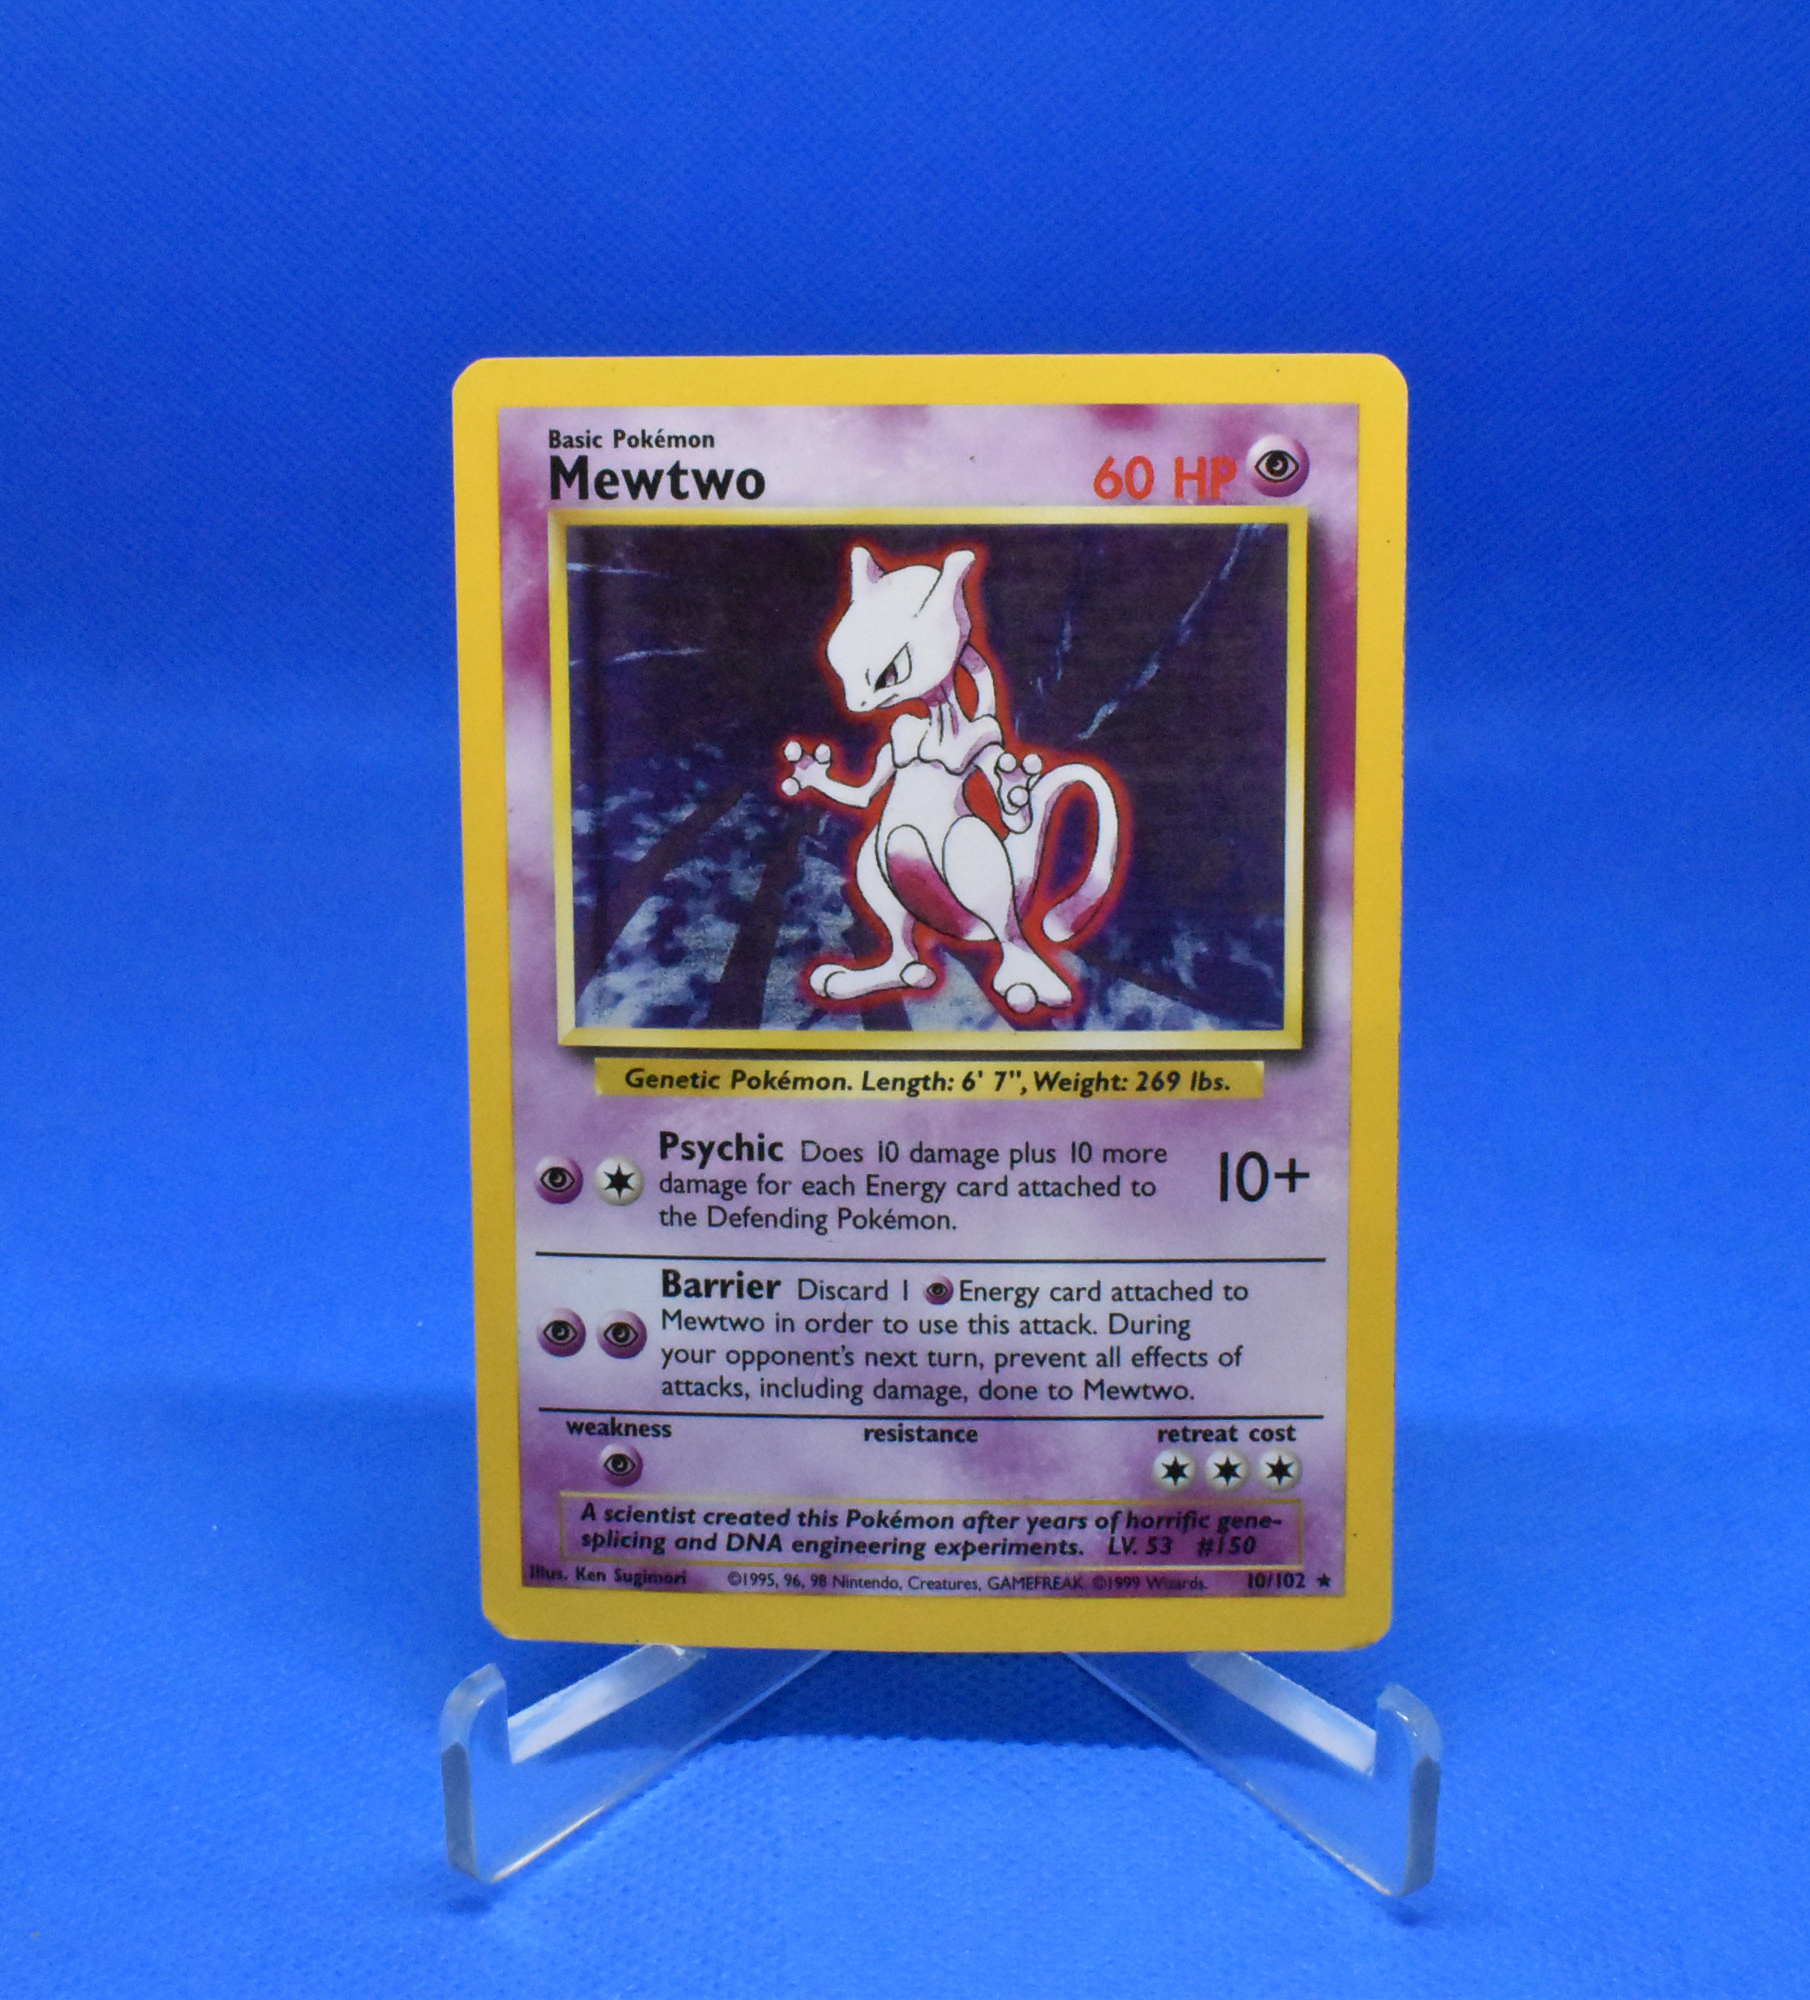 Basic Pokémon
Mewtwo 60 HP
Genetic Pokémon. Length: 6' 7", Weight: 269 lbs.
Psychic Does 10 damage plus 10 more
damage for each Energy card attached to
the Defending Pokémon.
10+
Barrier Discard 1 Energy card attached to
Mewtwo in order to use this attack. During
your opponent's next turn, prevent all effects of
attacks, including damage, done to Mewtwo.
weakness resistance retreat cost
A scientist created this Pokémon after years of horrific gene-
splicing and DNA engineering experiments. LV. 53 #150
Illus. Ken Sugimori ©1995, 96, 98 Nintendo, Creatures, GAMEFREAK. ©1999 Wizards. 10/102 ★